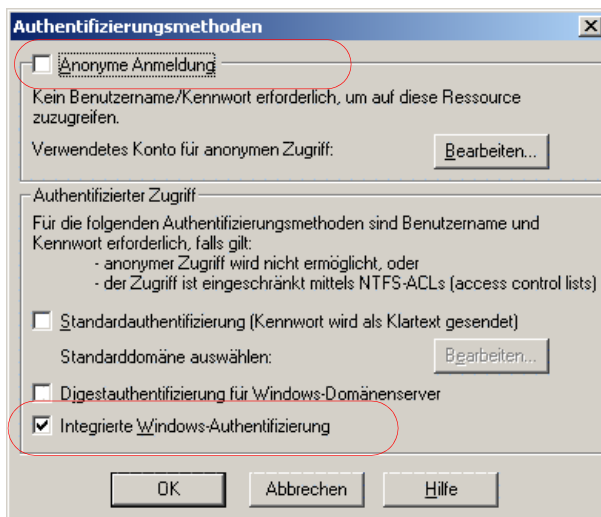 Authentifizierungsmethoden
Anonyme Anmeldung
Kein Benutzername/Kennwort erforderlich, um auf diese Ressource
zuzugreifen.
Verwendetes Konto für anonymen Zugriff:
Bearbeiten...
Authentifizierter Zugriff
Für die folgenden Authentifizierungsmethoden sind Benutzername und
Kennwort erforderlich, falls gilt:
- anonymer Zugriff wird nicht ermöglicht, oder
- der Zugriff ist eingeschränkt mittels NTFS-ACLs (access control lists)
Standardauthentifizierung (Kennwort wird als Klartext gesendet)
Standarddomäne auswählen:
Bearbeiten...
Digestauthentifizierung für Windows-Domänenserver
Integrierte Windows-Authentifizierung
OK
Abbrechen
Hilfe